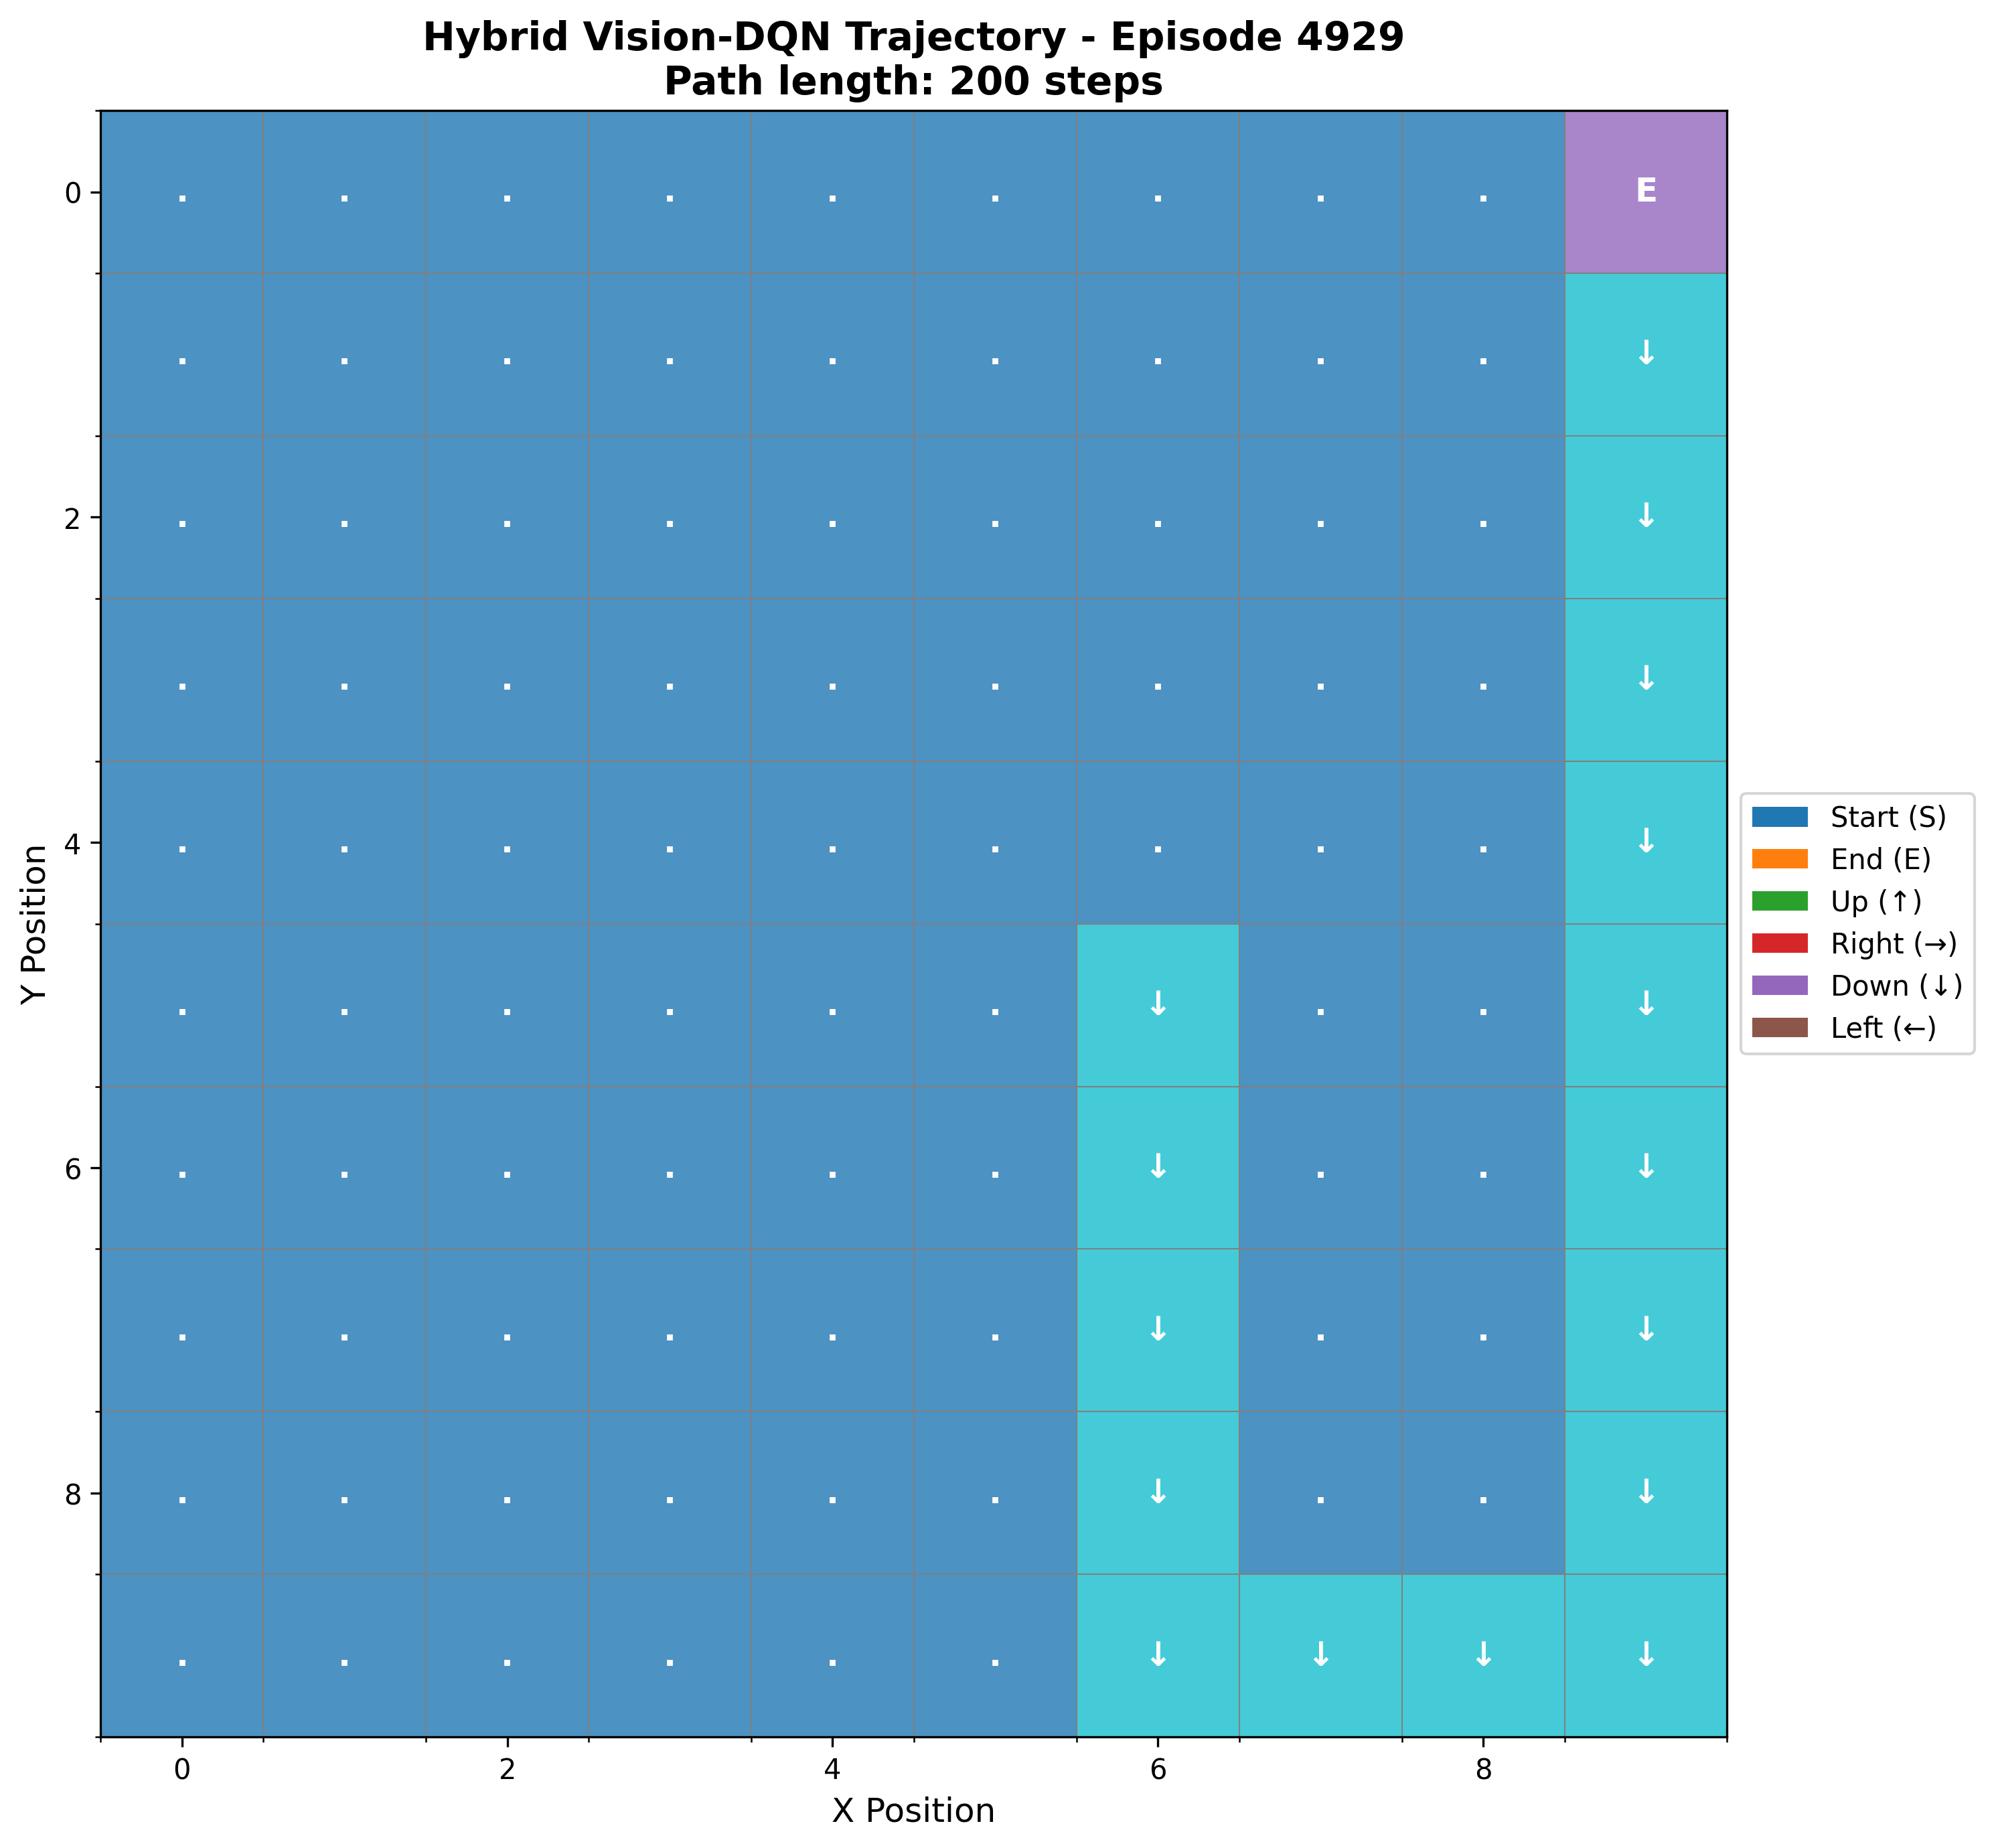 Hybrid Vision-DQN Trajectory - Episode 4929
Path length: 200 steps
0 . . . . . . . . . E
. . . . . . . . . ↓
2 . . . . . . . . . ↓
. . . . . . . . . ↓
4 . . . . . . . . . ↓
. . . . . . ↓ . . ↓
6 . . . . . . ↓ . . ↓
. . . . . . ↓ . . ↓
8 . . . . . . ↓ . . ↓
. . . . . . ↓ ↓ ↓ ↓
0 2 4 6 8
X Position
Y Position
Start (S)
End (E)
Up (↑)
Right (→)
Down (↓)
Left (←)